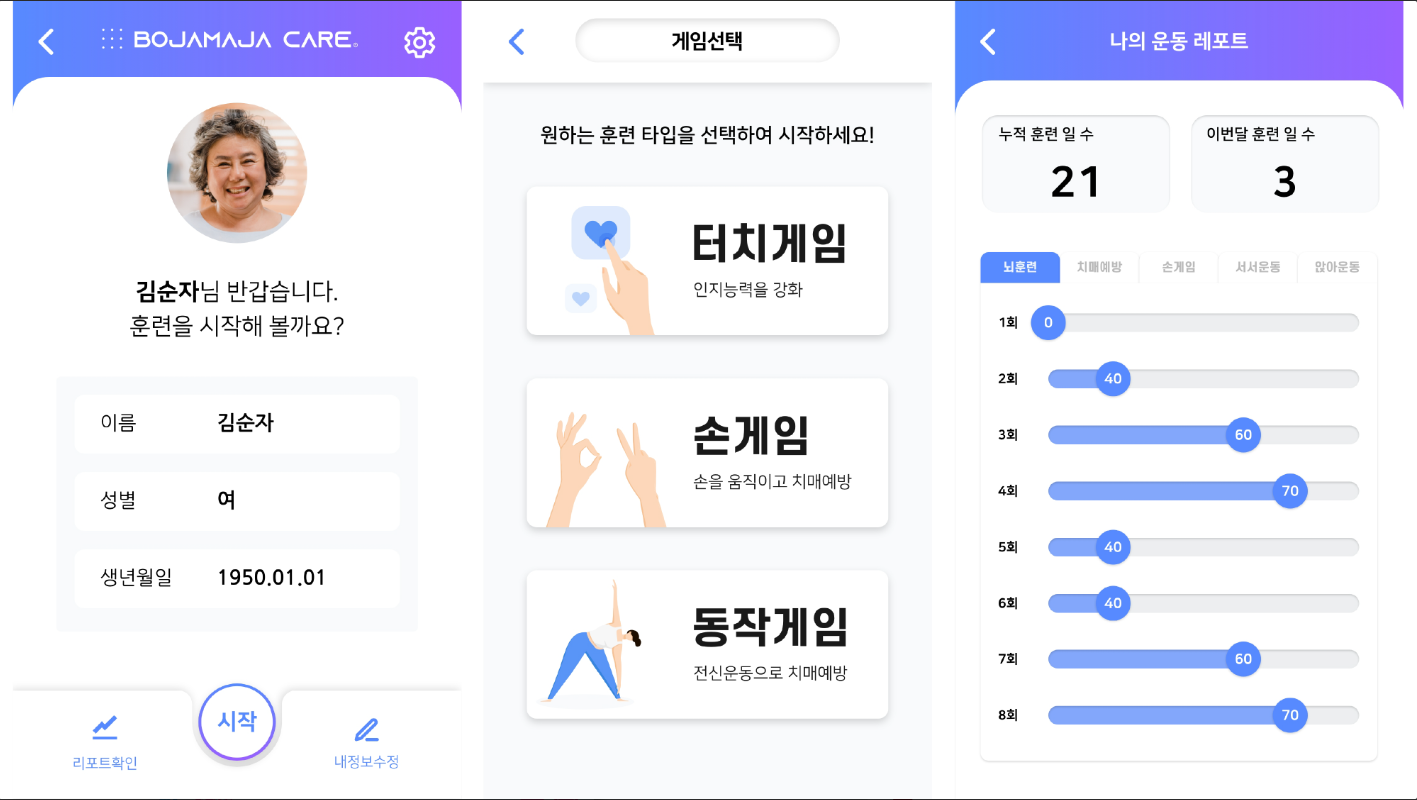 BOJAMAJA CARE®
김순자님 반갑습니다.
훈련을 시작해 볼까요?
이름 김순자
성별 여
생년월일 1950.01.01
리포트확인
시작
내정보수정
게임선택
원하는 훈련 타입을 선택하여 시작하세요!
터치게임
인지능력을 강화
손게임
손을 움직이고 치매예방
동작게임
전신운동으로 치매예방
나의 운동 레포트
누적 훈련 일 수
21
이번달 훈련 일 수
3
뇌훈련 치매예방 손게임 서서운동 앉아운동
1회 0
2회 40
3회 60
4회 70
5회 40
6회 40
7회 60
8회 70